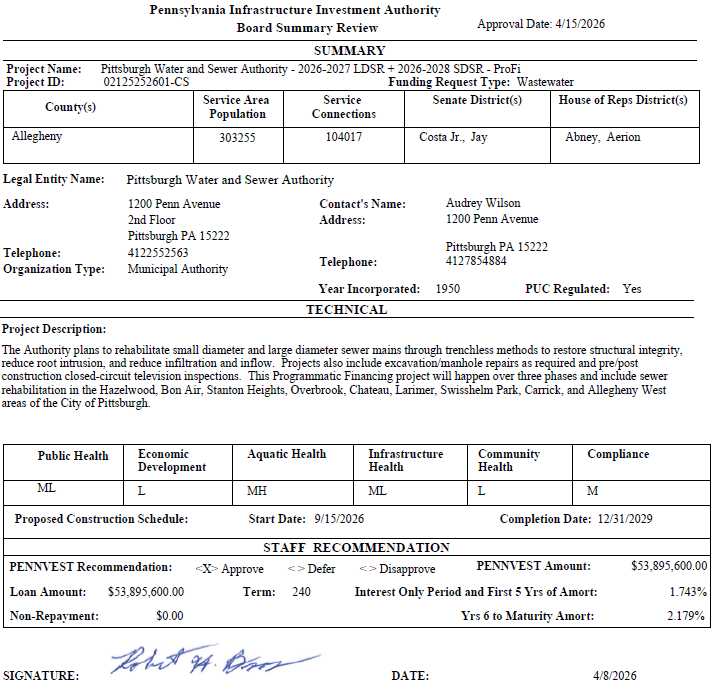 Pennsylvania Infrastructure Investment Authority
Board Summary Review
Approval Date: 4/15/2026
SUMMARY
Project Name: Pittsburgh Water and Sewer Authority - 2026-2027 LDSR + 2026-2028 SDSR - ProFi
Project ID: 02125252601-CS Funding Request Type: Wastewater
County(s) Service Area Population Service Connections Senate District(s) House of Reps District(s)
Allegheny 303255 104017 Costa Jr., Jay Abney, Aerion
Legal Entity Name: Pittsburgh Water and Sewer Authority
Address: 1200 Penn Avenue Contact's Name: Audrey Wilson
2nd Floor Address: 1200 Penn Avenue
Pittsburgh PA 15222 Pittsburgh PA 15222
Telephone: 4122552563 Telephone: 4127854884
Organization Type: Municipal Authority
Year Incorporated: 1950 PUC Regulated: Yes
TECHNICAL
Project Description:
The Authority plans to rehabilitate small diameter and large diameter sewer mains through trenchless methods to restore structural integrity,
reduce root intrusion, and reduce infiltration and inflow. Projects also include excavation/manhole repairs as required and pre/post
construction closed-circuit television inspections. This Programmatic Financing project will happen over three phases and include sewer
rehabilitation in the Hazelwood, Bon Air, Stanton Heights, Overbrook, Chateau, Larimer, Swisshelm Park, Carrick, and Allegheny West
areas of the City of Pittsburgh.
Public Health Economic Development Aquatic Health Infrastructure Health Community Health Compliance
ML L MH ML L M
Proposed Construction Schedule: Start Date: 9/15/2026 Completion Date: 12/31/2029
STAFF RECOMMENDATION
PENNVEST Recommendation: <X> Approve < > Defer < > Disapprove PENNVEST Amount: $53,895,600.00
Loan Amount: $53,895,600.00 Term: 240 Interest Only Period and First 5 Yrs of Amort: 1.743%
Non-Repayment: $0.00 Yrs 6 to Maturity Amort: 2.179%
SIGNATURE: DATE: 4/8/2026